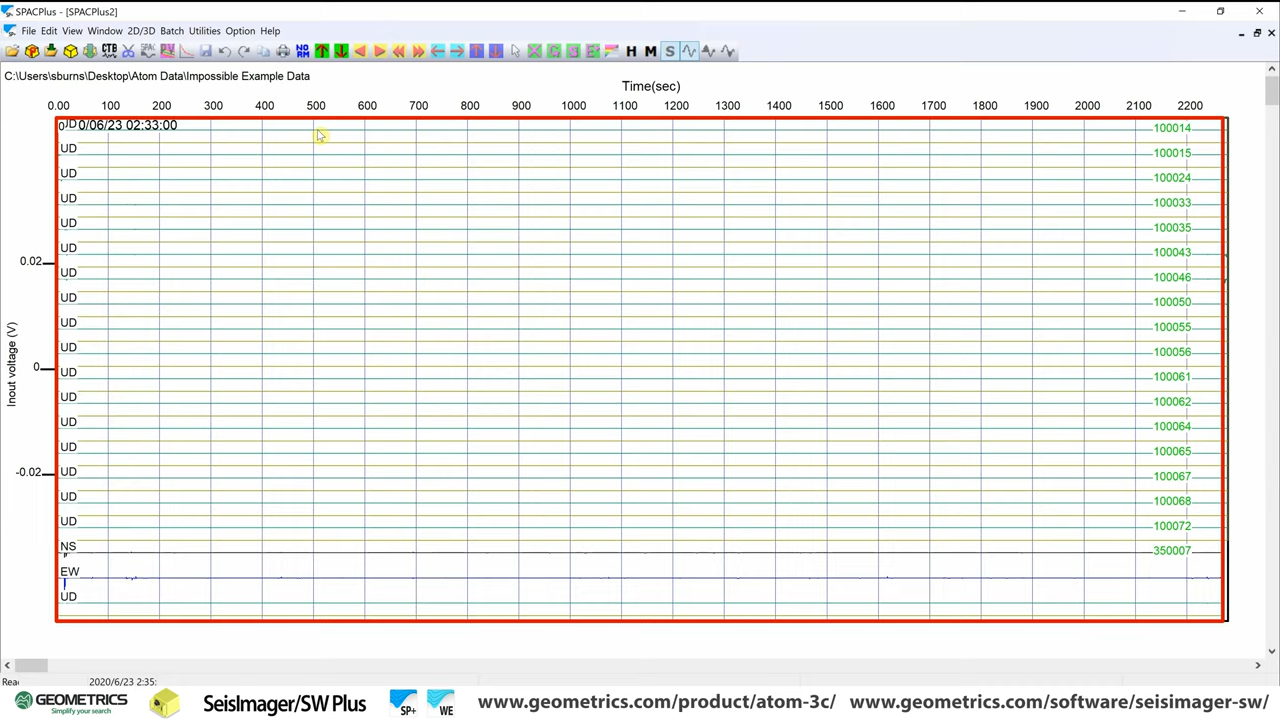 SPACPlus - [SPACPlus2]
File Edit View Window 2D/3D Batch Utilities Option Help
CTB SPAC NO RM H M S
C:\Users\sburns\Desktop\Atom Data\Impossible Example Data
Time(sec)
0.00 100 200 300 400 500 600 700 800 900 1000 1100 1200 1300 1400 1500 1600 1700 1800 1900 2000 2100 2200
0/06/23 02:33:00 100014
UD 100015
UD 100024
UD 100033
UD 100035
UD 100043
0.02
UD 100046
UD 100050
UD 100055
UD 100056
0
UD 100061
UD 100062
UD 100064
UD 100065
-0.02
UD 100067
UD 100068
UD 100072
NS 350007
EW
UD
Inout voltage (V)
2020/6/23 2:35:
GEOMETRICS
Simplify your search
SeisImager/SW Plus
SP+
WE
www.geometrics.com/product/atom-3c/
www.geometrics.com/software/seisimager-sw/